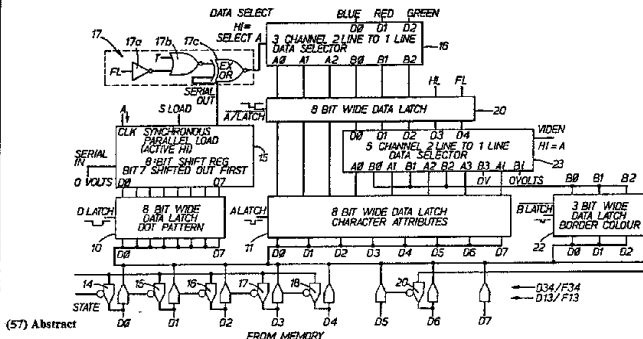 DATA SELECT
HI=
SELECT A
BLUE RED GREEN
D0 D1 D2
3 CHANNEL 2 LINE TO 1 LINE
DATA SELECTOR
A0 A1 A2 B0 B1 B2
16
17
17a 17b 17c
FL
T
EX
OR
SERIAL
OUT
HL FL
A/LATCH
8 BIT WIDE DATA LATCH
20
D0 D1 D2 D3 D4
5 CHANNEL 2 LINE TO 1 LINE
DATA SELECTOR
VIDEN
HI = A
23
A0 B0 A1 B1 A2 B2 A3 B3 A1 B1
0V 0VOLTS
B0 B1 B2
A
S LOAD
CLK SYNCHRONOUS
PARALLEL LOAD
(ACTIVE HI)
8 BIT SHIFT REG
BIT 7 SHIFTED OUT FIRST
D0 D7
15
SERIAL
IN
0 VOLTS
D LATCH
8 BIT WIDE
DATA LATCH
DOT PATTERN
10
A LATCH
8 BIT WIDE DATA LATCH
CHARACTER ATTRIBUTES
11
B LATCH
3 BIT WIDE
DATA LATCH
BORDER COLOUR
22
D0 D7
D0 D1 D2 D3 D4 D5 D6 D7
D0 D1 D2
14 15 16 17 18 20
STATE
D0 D1 D2 D3 D4 D5 D6 D7
D34/F34
D13/F13
FROM MEMORY
(57) Abstract